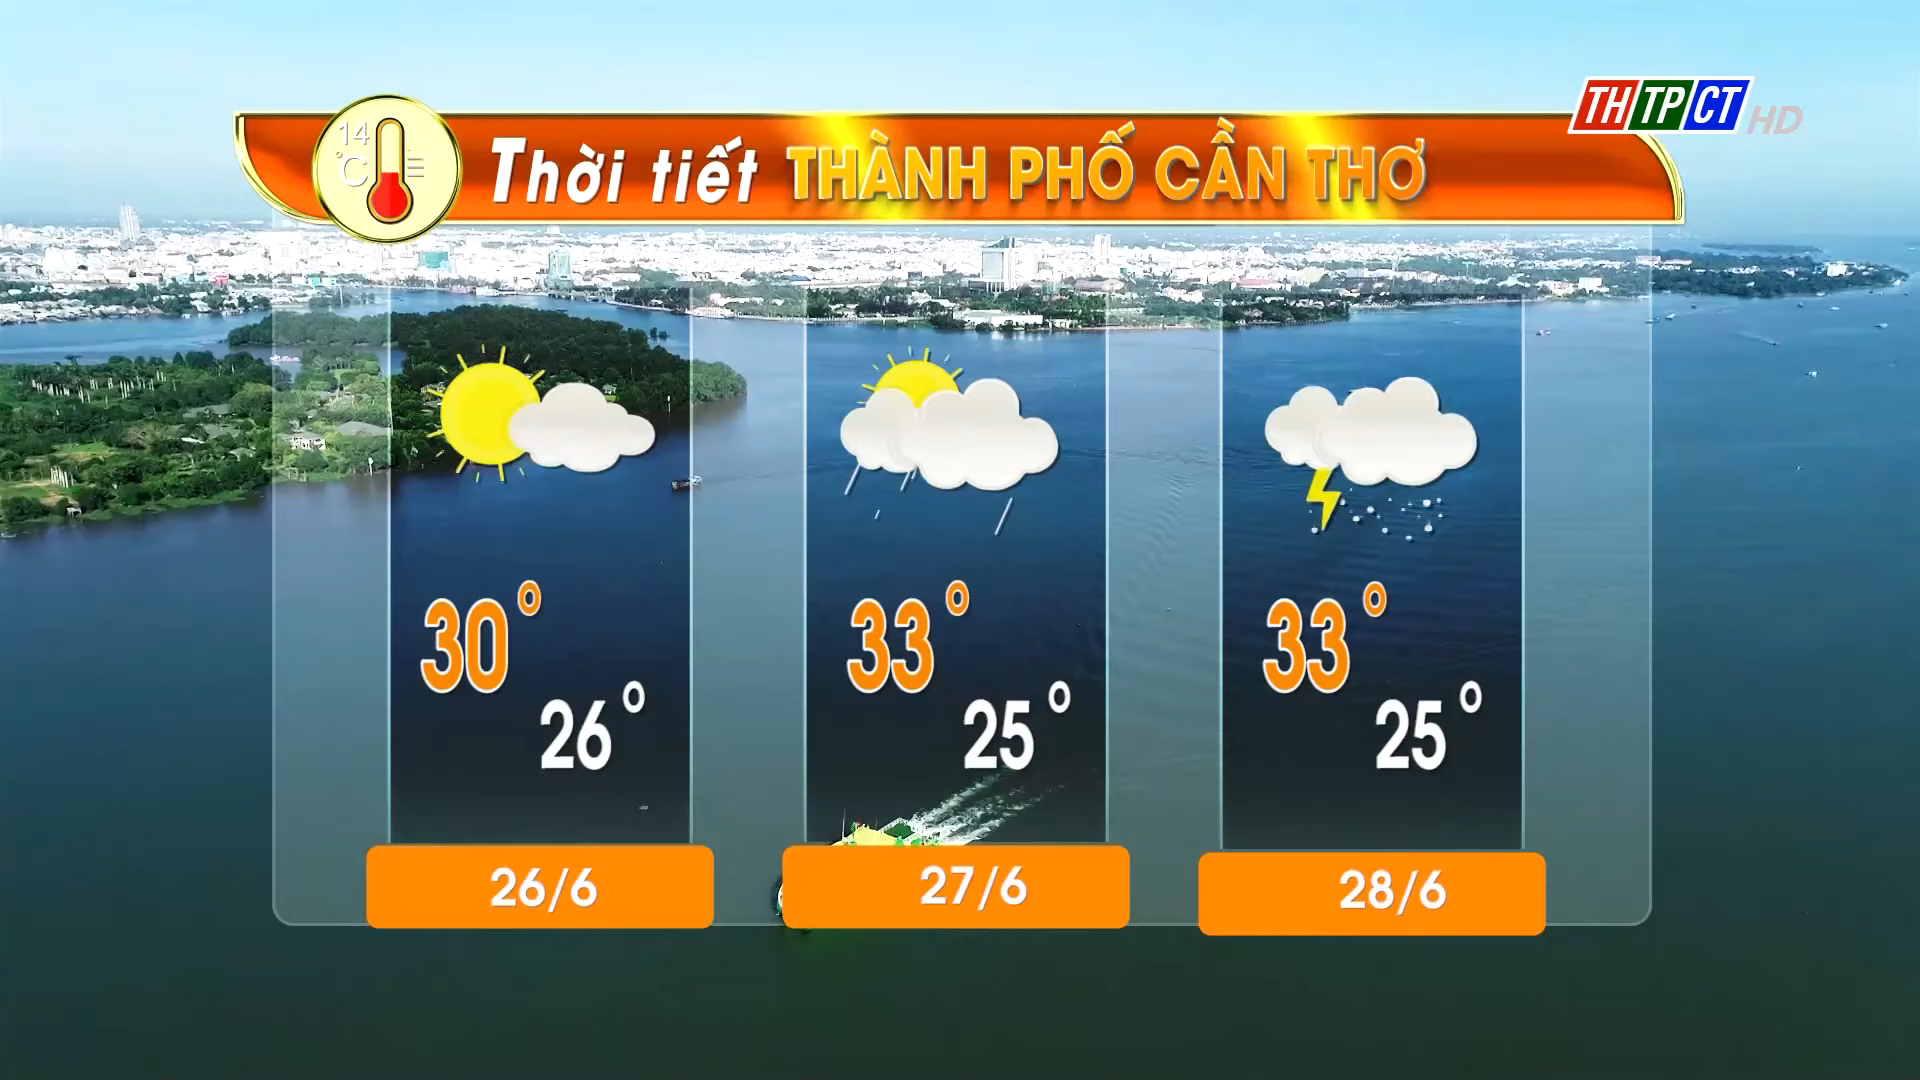 THTPCT HD
14
°C
Thời tiết THÀNH PHỐ CẦN THƠ
30° 33° 33°
26° 25° 25°
26/6 27/6 28/6